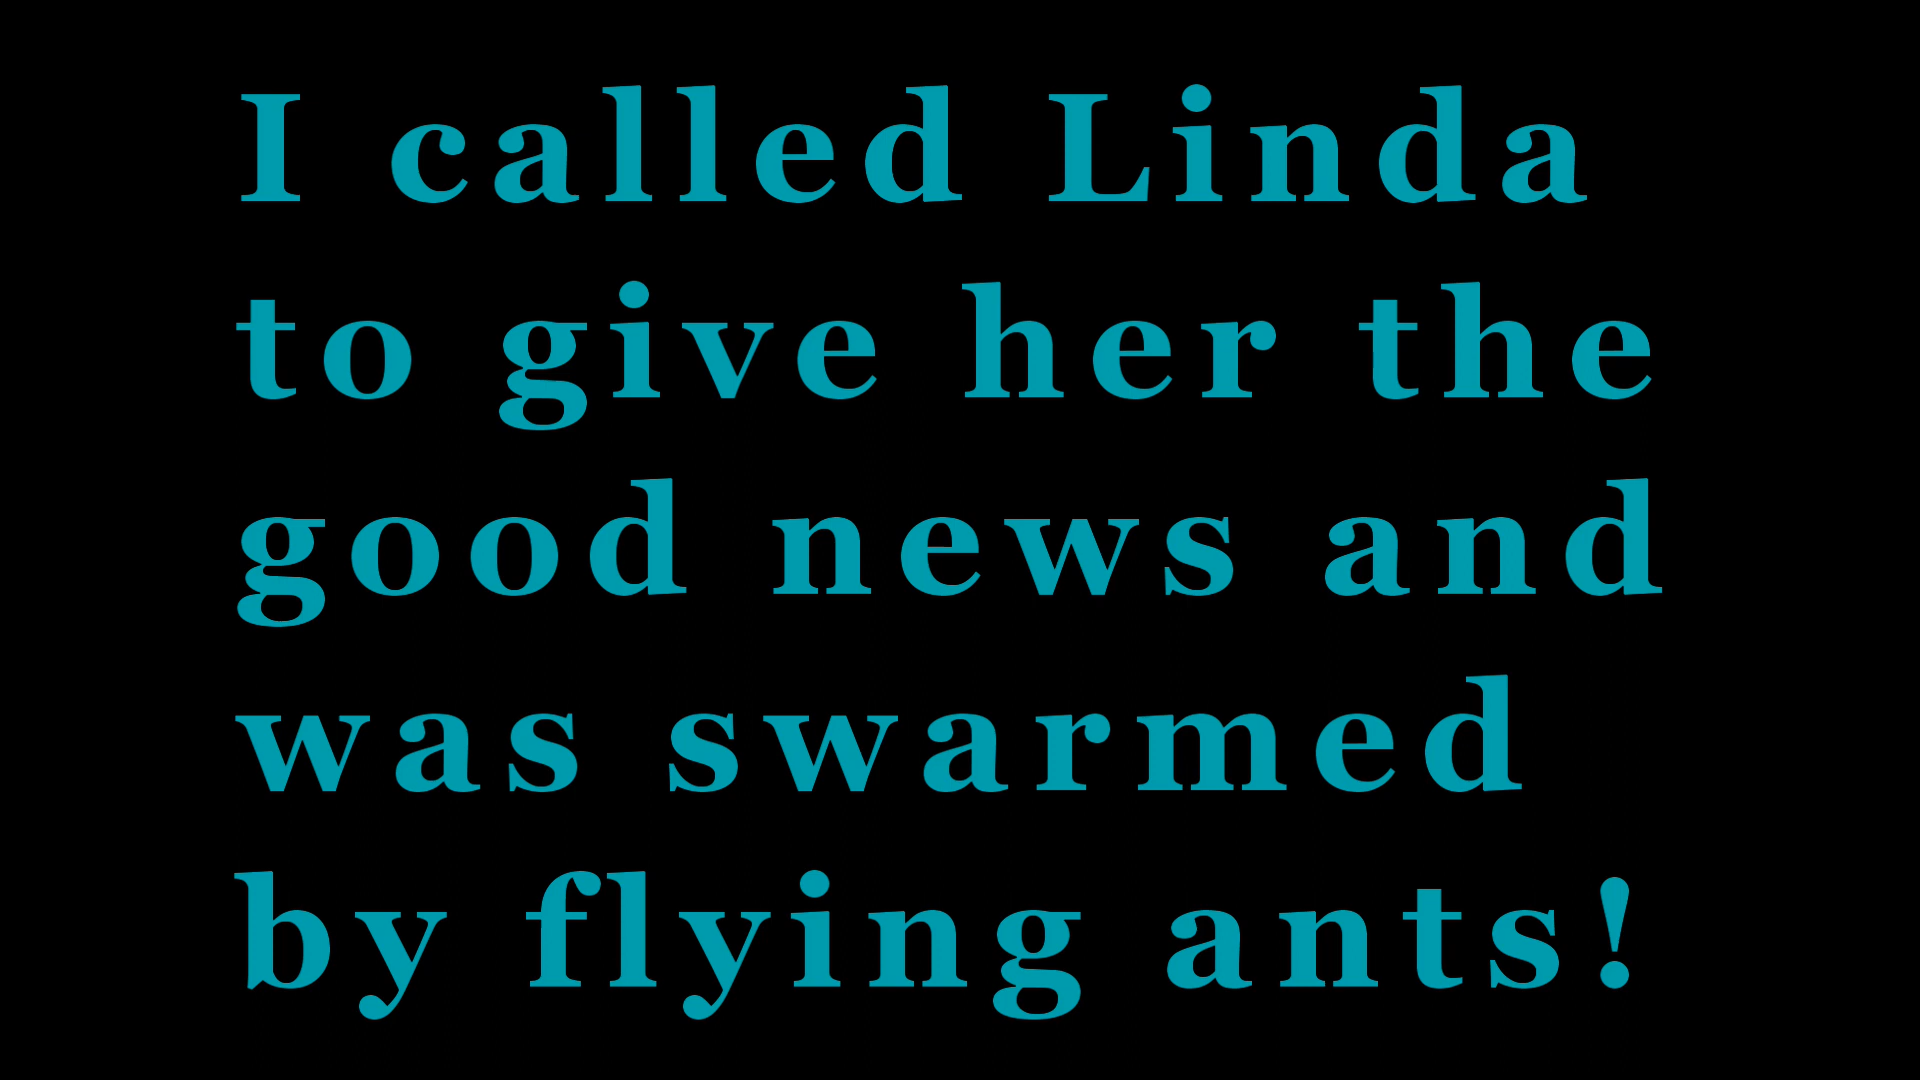 I called Linda
to give her the
good news and
was swarmed
by flying ants!